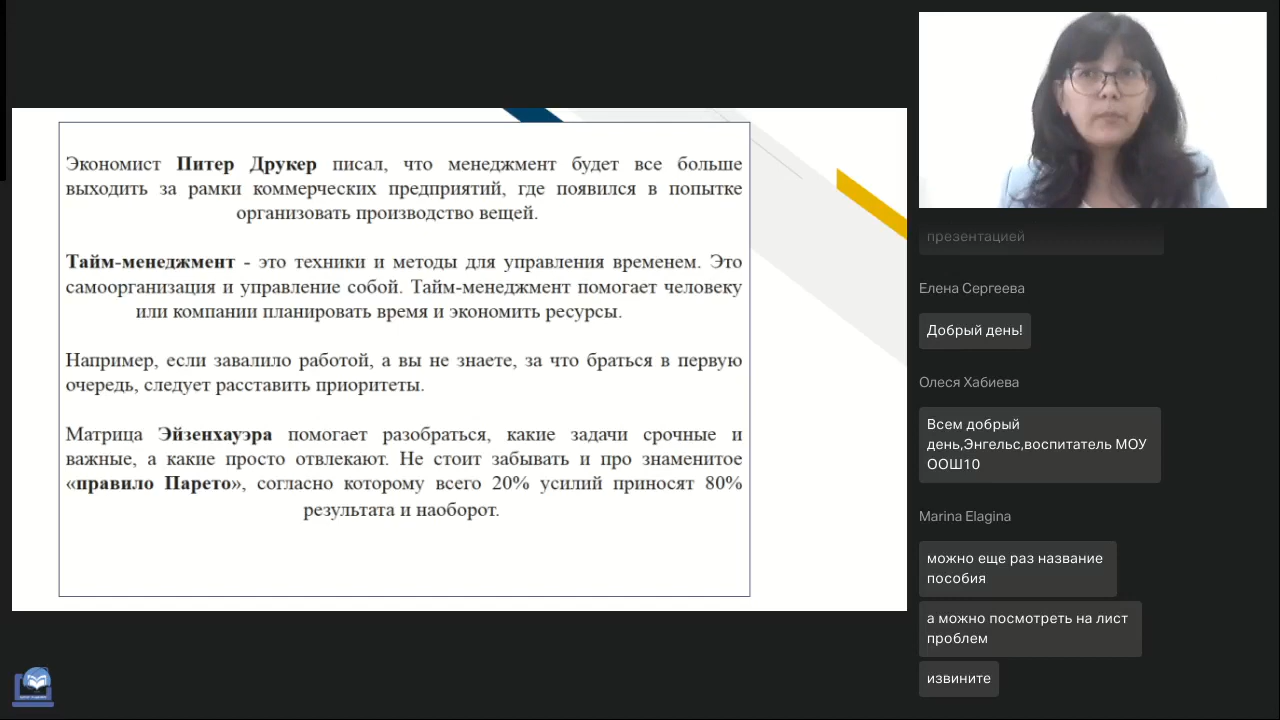 Экономист Питер Друкер писал, что менеджмент будет все больше
выходить за рамки коммерческих предприятий, где появился в попытке
организовать производство вещей.
Тайм-менеджмент - это техники и методы для управления временем. Это
самоорганизация и управление собой. Тайм-менеджмент помогает человеку
или компании планировать время и экономить ресурсы.
Например, если завалило работой, а вы не знаете, за что браться в первую
очередь, следует расставить приоритеты.
Матрица Эйзенхауэра помогает разобраться, какие задачи срочные и
важные, а какие просто отвлекают. Не стоит забывать и про знаменитое
«правило Парето», согласно которому всего 20% усилий приносят 80%
результата и наоборот.
презентацией
Елена Сергеева
Добрый день!
Олеся Хабиева
Всем добрый
день,Энгельс,воспитатель МОУ
ООШ10
Marina Elagina
можно еще раз название
пособия
а можно посмотреть на лист
проблем
извините